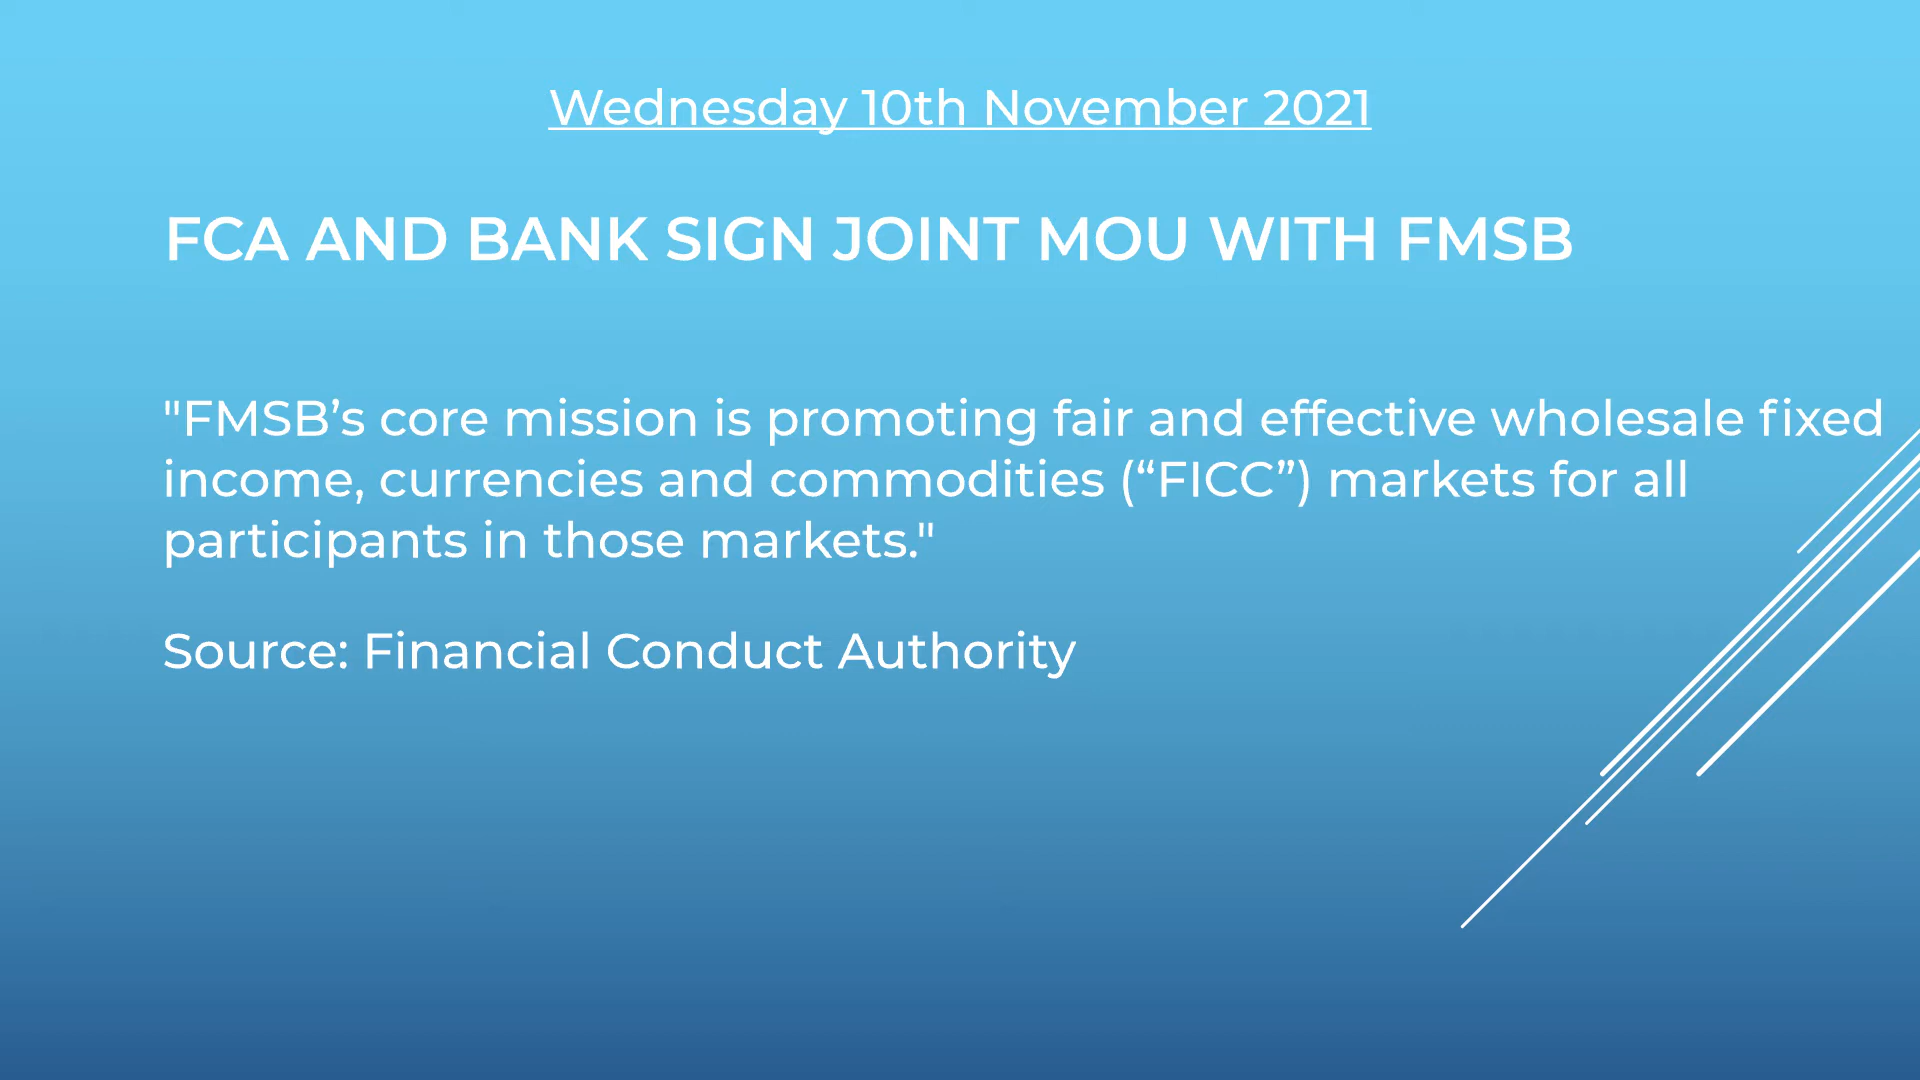 Wednesday 10th November 2021
FCA AND BANK SIGN JOINT MOU WITH FMSB
"FMSB’s core mission is promoting fair and effective wholesale fixed
income, currencies and commodities (“FICC”) markets for all
participants in those markets."
Source: Financial Conduct Authority